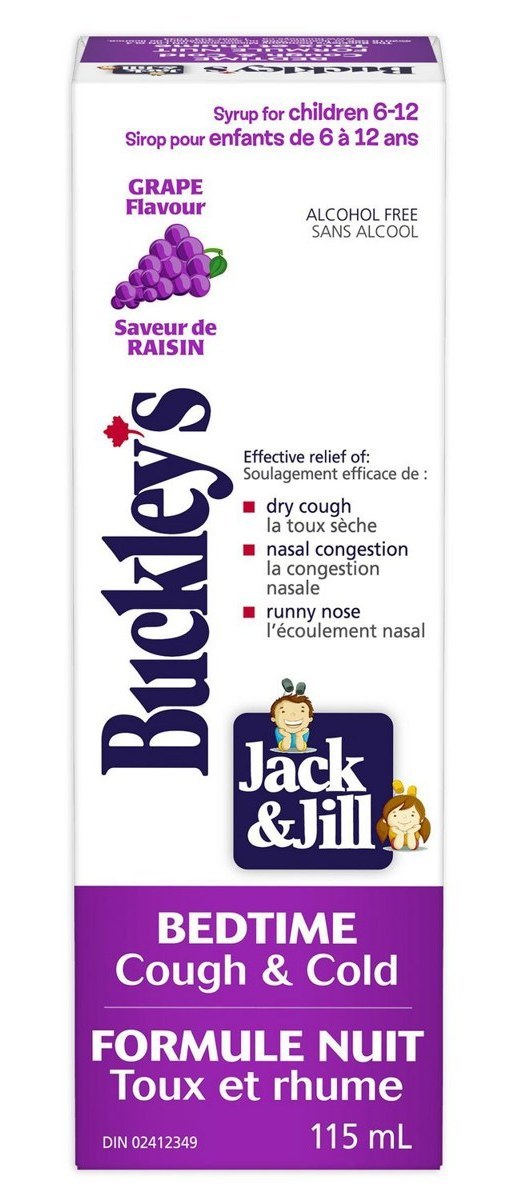 Buckley's
Syrup for children 6-12
Sirop pour enfants de 6 à 12 ans
GRAPE
Flavour
ALCOHOL FREE
SANS ALCOOL
Saveur de
RAISIN
Buckley's
Effective relief of:
Soulagement efficace de :
dry cough
la toux sèche
nasal congestion
la congestion
nasale
runny nose
l'écoulement nasal
Jack
&Jill
BEDTIME
Cough & Cold
FORMULE NUIT
Toux et rhume
DIN 02412349
115 mL